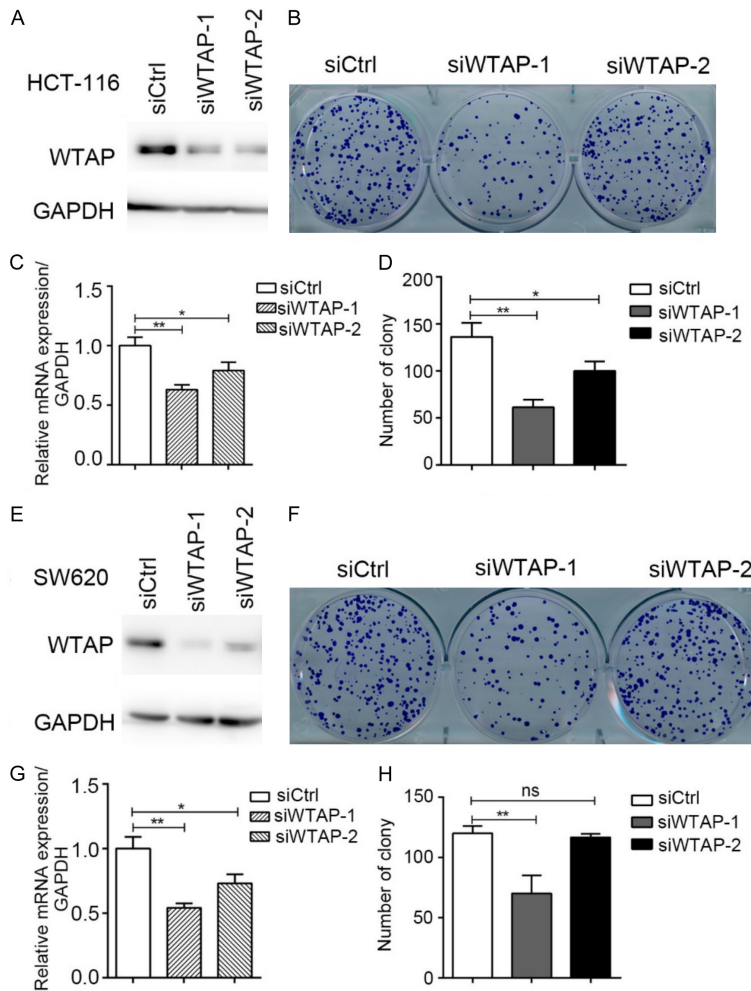 A
HCT-116
siCtrl
siWTAP-1
siWTAP-2
WTAP
GAPDH
B
siCtrl
siWTAP-1
siWTAP-2
C
Relative mRNA expression/
GAPDH
1.5
1.0
0.5
0.0
**
*
siCtrl
siWTAP-1
siWTAP-2
D
Number of clony
200
150
100
50
0
**
*
siCtrl
siWTAP-1
siWTAP-2
E
SW620
siCtrl
siWTAP-1
siWTAP-2
WTAP
GAPDH
F
siCtrl
siWTAP-1
siWTAP-2
G
Relative mRNA expression/
GAPDH
1.5
1.0
0.5
0.0
**
*
siCtrl
siWTAP-1
siWTAP-2
H
Number of clony
150
100
50
0
**
ns
siCtrl
siWTAP-1
siWTAP-2